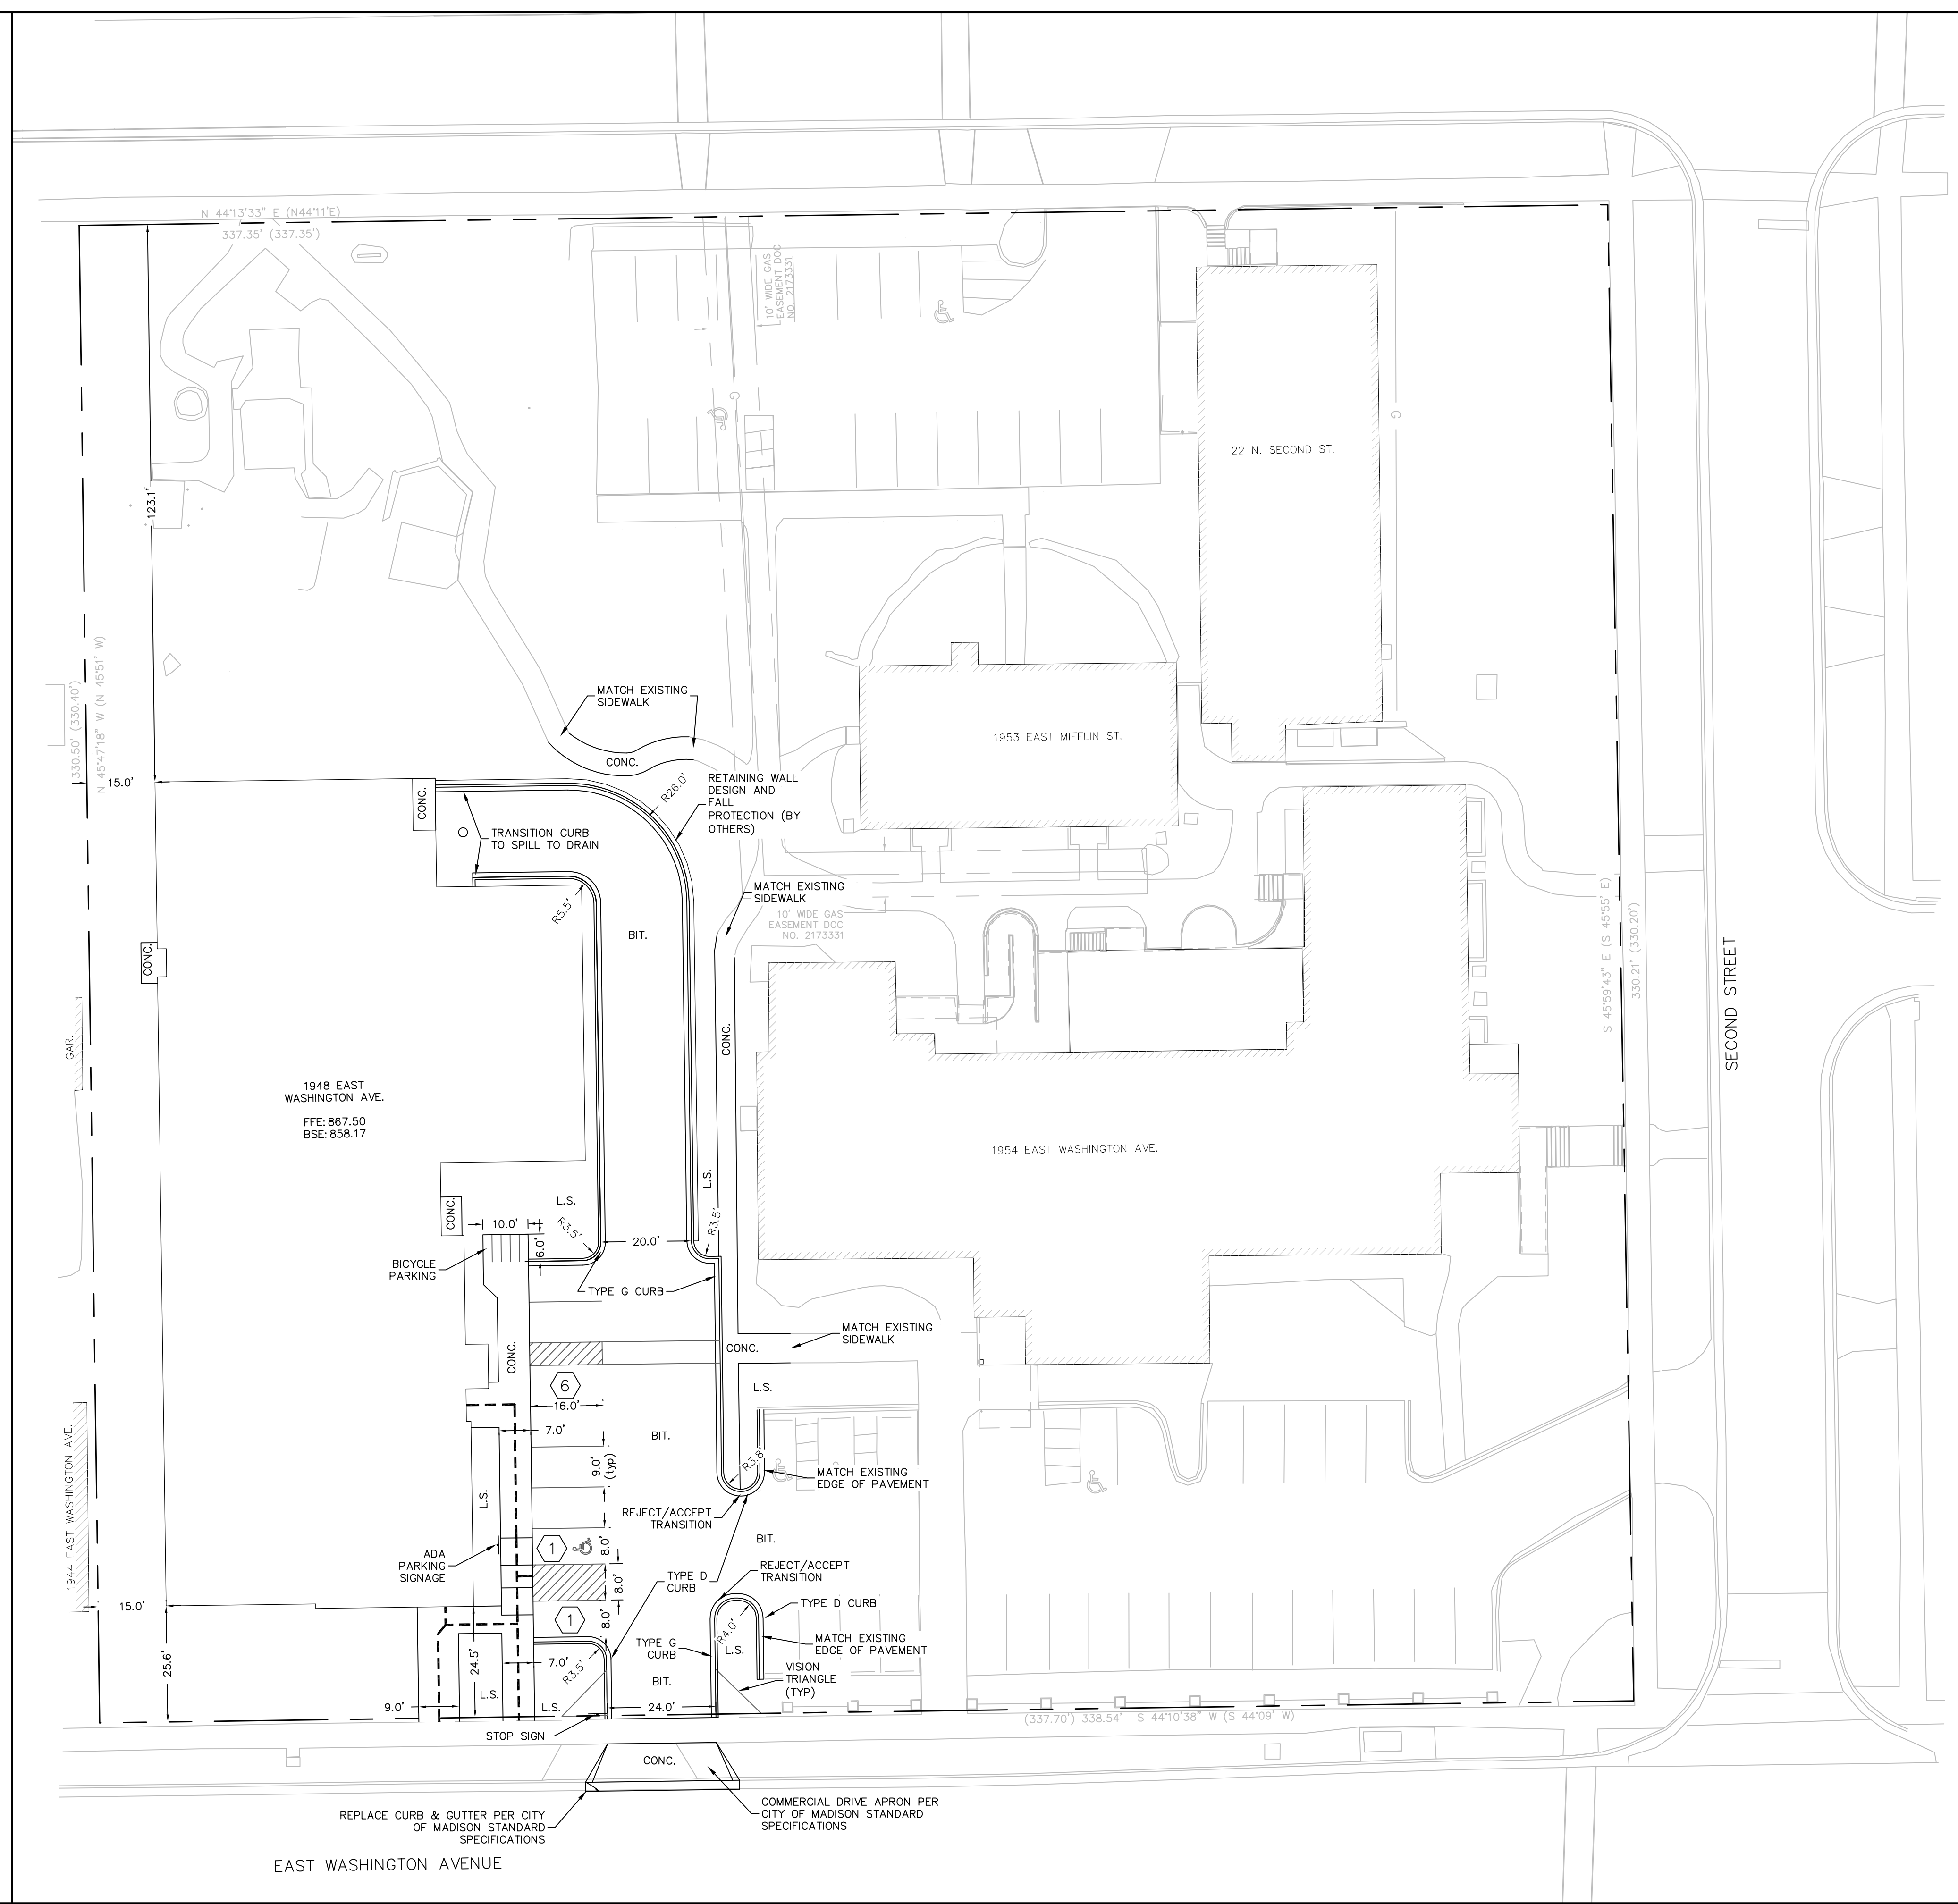 N 44°13'33" E (N44°11'E)
337.35' (337.35')
10' WIDE GAS
EASEMENT DOC
NO. 2173331
G
G
22 N. SECOND ST.
123.1'
330.50' (330.40')
N 45°47'18" W (N 45°51' W)
MATCH EXISTING
SIDEWALK
CONC.
1953 EAST MIFFLIN ST.
15.0'
CONC.
R26.0'
RETAINING WALL
DESIGN AND
FALL
PROTECTION (BY
OTHERS)
TRANSITION CURB
TO SPILL TO DRAIN
R5.5'
MATCH EXISTING
SIDEWALK
10' WIDE GAS
EASEMENT DOC
NO. 2173331
BIT.
CONC.
S 45°59'43" E (S 45°55' E)
330.21' (330.20')
SECOND STREET
GAR.
CONC.
1948 EAST
WASHINGTON AVE.
FFE: 867.50
BSE: 858.17
1954 EAST WASHINGTON AVE.
L.S.
L.S.
CONC.
10.0'
R3.5'
6.0'
20.0'
R3.5'
BICYCLE
PARKING
TYPE G CURB
MATCH EXISTING
SIDEWALK
CONC.
CONC.
6
L.S.
16.0'
7.0'
BIT.
9.0'
(typ)
R3.8'
MATCH EXISTING
EDGE OF PAVEMENT
L.S.
REJECT/ACCEPT
TRANSITION
1944 EAST WASHINGTON AVE.
BIT.
ADA
PARKING
SIGNAGE
1
8.0'
8.0'
TYPE D
CURB
REJECT/ACCEPT
TRANSITION
15.0'
1
8.0'
TYPE D CURB
R4.0'
L.S.
TYPE G
CURB
MATCH EXISTING
EDGE OF PAVEMENT
25.6'
24.5'
7.0'
R3.5'
VISION
TRIANGLE
(TYP)
BIT.
L.S.
9.0'
L.S.
24.0'
(337.70') 338.54' S 44°10'38" W (S 44°09' W)
STOP SIGN
CONC.
REPLACE CURB & GUTTER PER CITY
OF MADISON STANDARD
SPECIFICATIONS
COMMERCIAL DRIVE APRON PER
CITY OF MADISON STANDARD
SPECIFICATIONS
EAST WASHINGTON AVENUE